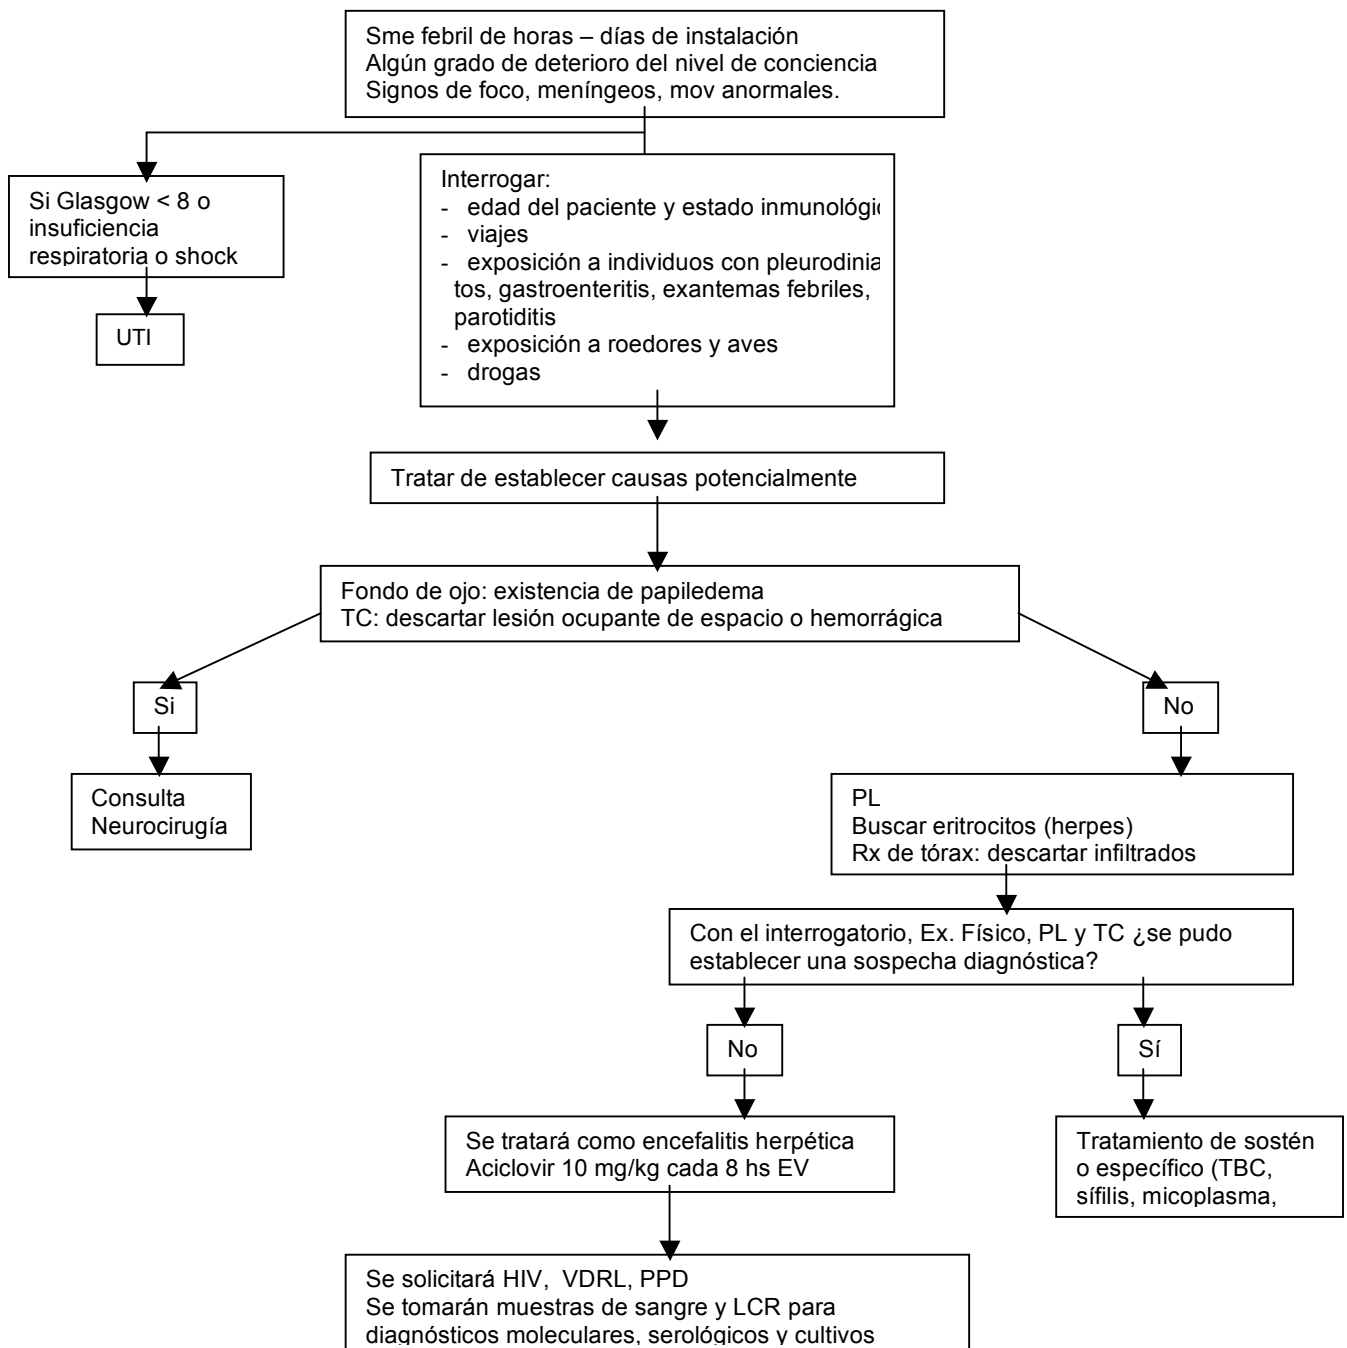 Sme febril de horas – días de instalación
Algún grado de deterioro del nivel de conciencia
Signos de foco, meníngeos, mov anormales.
Si Glasgow < 8 o
insuficiencia
respiratoria o shock
UTI
Interrogar:
- edad del paciente y estado inmunológic
- viajes
- exposición a individuos con pleurodinia
tos, gastroenteritis, exantemas febriles,
parotiditis
- exposición a roedores y aves
- drogas
Tratar de establecer causas potencialmente
Fondo de ojo: existencia de papiledema
TC: descartar lesión ocupante de espacio o hemorrágica
Si
No
Consulta
Neurocirugía
PL
Buscar eritrocitos (herpes)
Rx de tórax: descartar infiltrados
Con el interrogatorio, Ex. Físico, PL y TC ¿se pudo
establecer una sospecha diagnóstica?
No
Sí
Se tratará como encefalitis herpética
Aciclovir 10 mg/kg cada 8 hs EV
Tratamiento de sostén
o específico (TBC,
sífilis, micoplasma,
Se solicitará HIV, VDRL, PPD
Se tomarán muestras de sangre y LCR para
diagnósticos moleculares, serológicos y cultivos